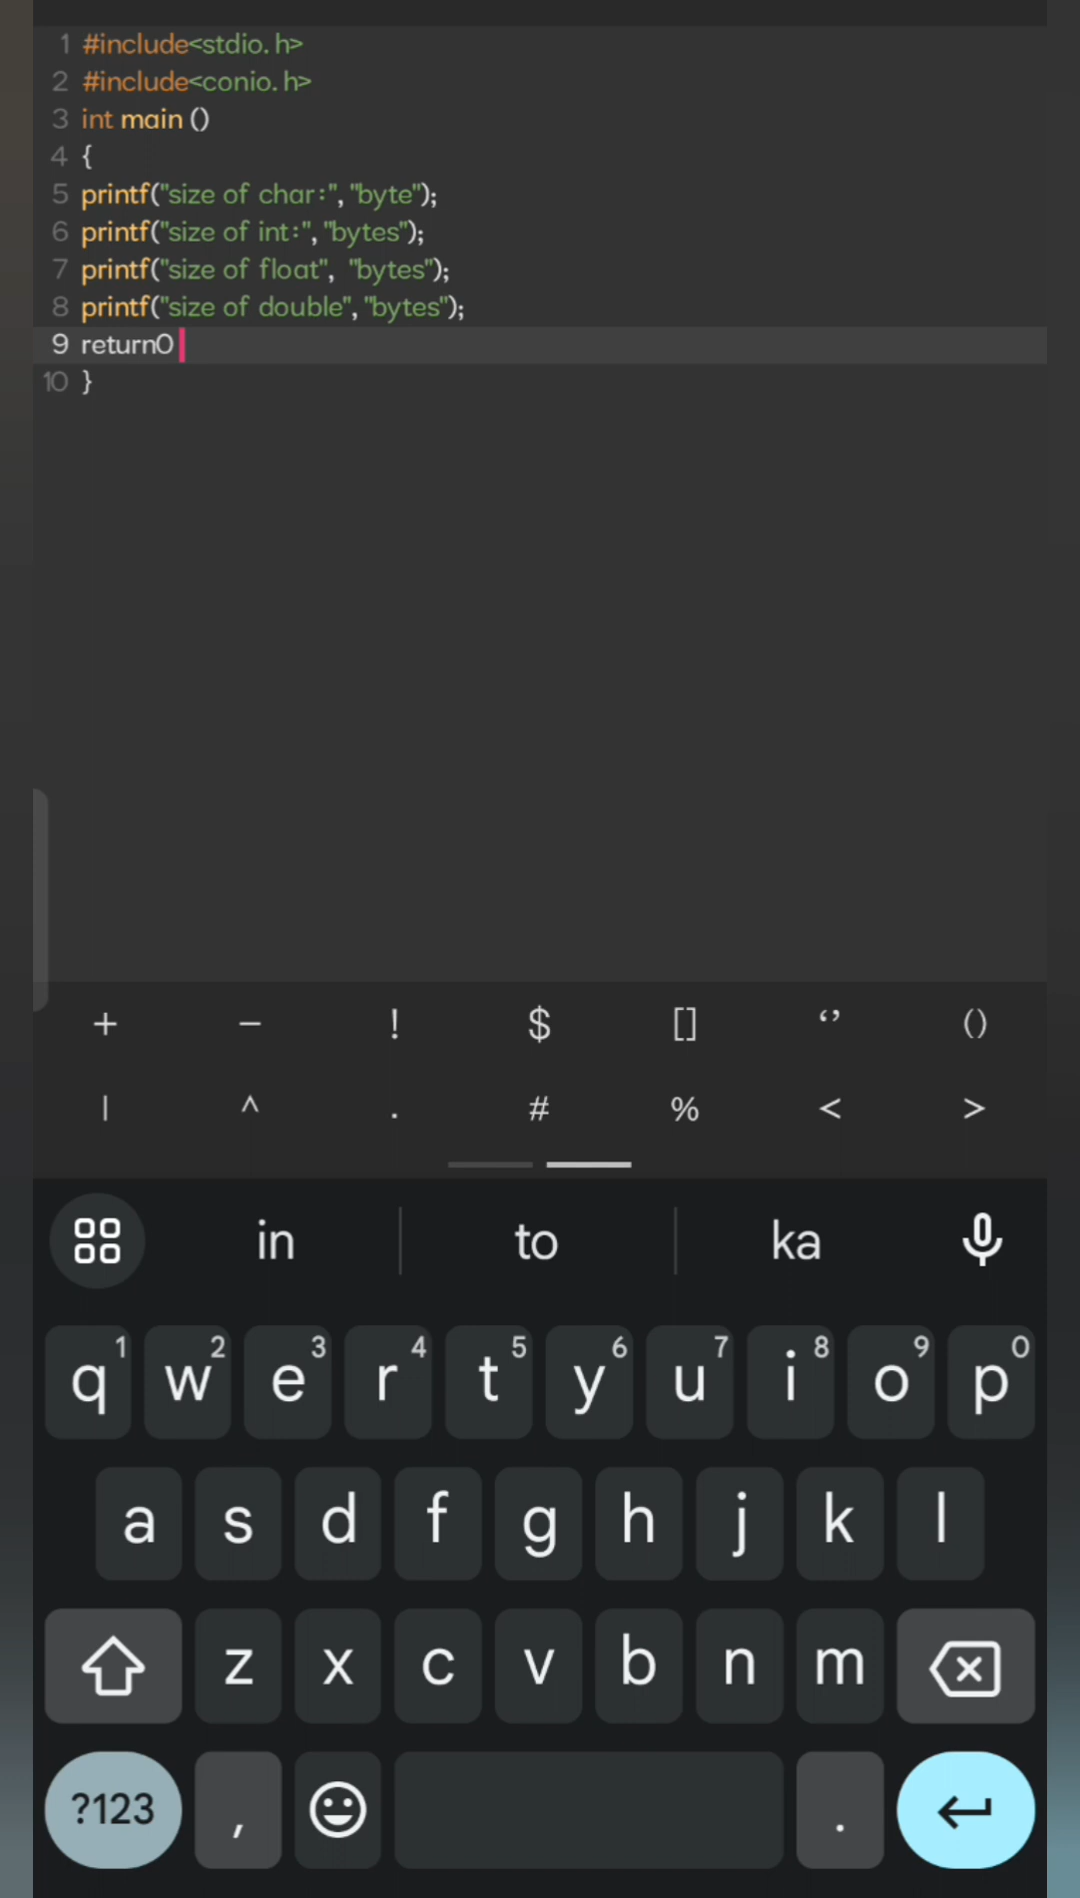 1 #include<stdio.h>
2 #include<conio.h>
3 int main ()
4 {
5 printf("size of char:","byte");
6 printf("size of int:","bytes");
7 printf("size of float", "bytes");
8 printf("size of double","bytes");
9 return0
10 }
+ − ! $ [] ‘’ ()
| ^ . # % < >
in to ka
q1 w2 e3 r4 t5 y6 u7 i8 o9 p0
a s d f g h j k l
z x c v b n m
?123 , .